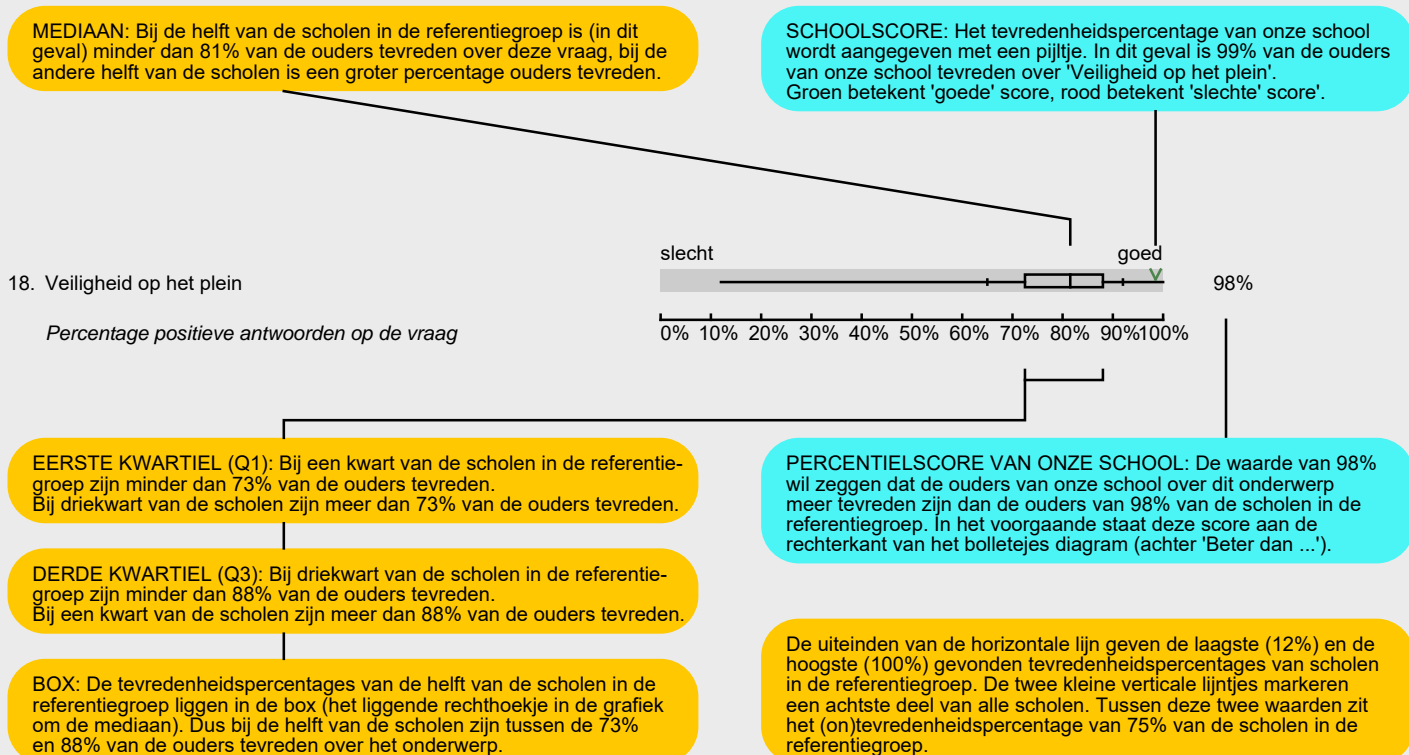 MEDIAAN: Bij de helft van de scholen in de referentiegroep is (in dit
geval) minder dan 81% van de ouders tevreden over deze vraag, bij de
andere helft van de scholen is een groter percentage ouders tevreden.
SCHOOLSCORE: Het tevredenheidspercentage van onze school
wordt aangegeven met een pijltje. In dit geval is 99% van de ouders
van onze school tevreden over 'Veiligheid op het plein'.
Groen betekent 'goede' score, rood betekent 'slechte' score'.
slecht goed
18. Veiligheid op het plein 98%
Percentage positieve antwoorden op de vraag
0% 10% 20% 30% 40% 50% 60% 70% 80% 90% 100%
EERSTE KWARTIEL (Q1): Bij een kwart van de scholen in de referentie-
groep zijn minder dan 73% van de ouders tevreden.
Bij driekwart van de scholen zijn meer dan 73% van de ouders tevreden.
PERCENTIELSCORE VAN ONZE SCHOOL: De waarde van 98%
wil zeggen dat de ouders van onze school over dit onderwerp
meer tevreden zijn dan de ouders van 98% van de scholen in de
referentiegroep. In het voorgaande staat deze score aan de
rechterkant van het bolletejes diagram (achter 'Beter dan ...').
DERDE KWARTIEL (Q3): Bij driekwart van de scholen in de referentie-
groep zijn minder dan 88% van de ouders tevreden.
Bij een kwart van de scholen zijn meer dan 88% van de ouders tevreden.
BOX: De tevredenheidspercentages van de helft van de scholen in de
referentiegroep liggen in de box (het liggende rechthoekje in de grafiek
om de mediaan). Dus bij de helft van de scholen zijn tussen de 73%
en 88% van de ouders tevreden over het onderwerp.
De uiteinden van de horizontale lijn geven de laagste (12%) en de
hoogste (100%) gevonden tevredenheidspercentages van scholen
in de referentiegroep. De twee kleine verticale lijntjes markeren
een achtste deel van alle scholen. Tussen deze twee waarden zit
het (on)tevredenheidspercentage van 75% van de scholen in de
referentiegroep.